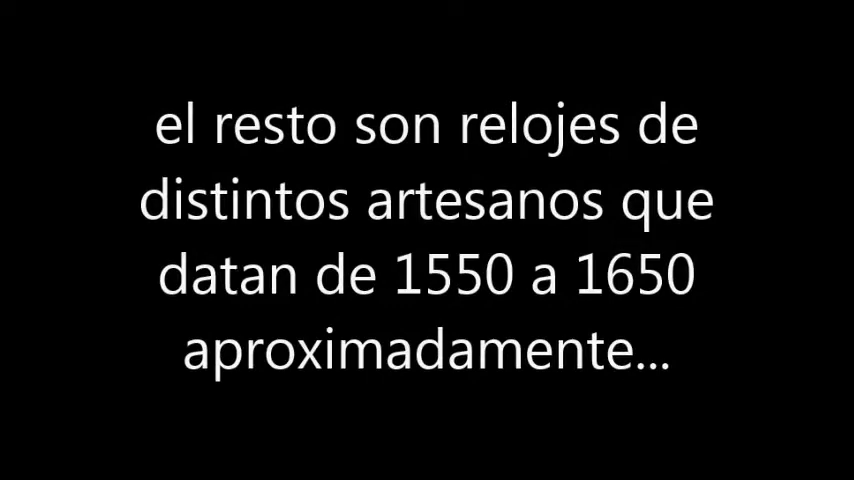 el resto son relojes de
distintos artesanos que
datan de 1550 a 1650
aproximadamente...